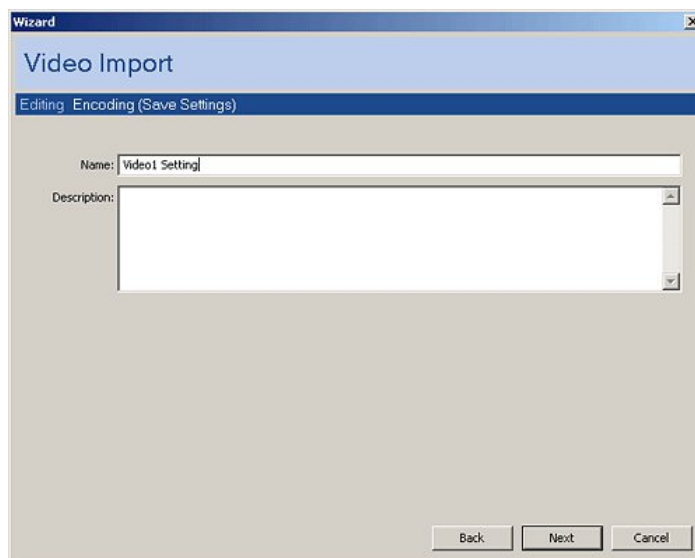 Wizard
Video Import
Editing Encoding (Save Settings)
Name: Video1 Setting
Description:
Back Next Cancel